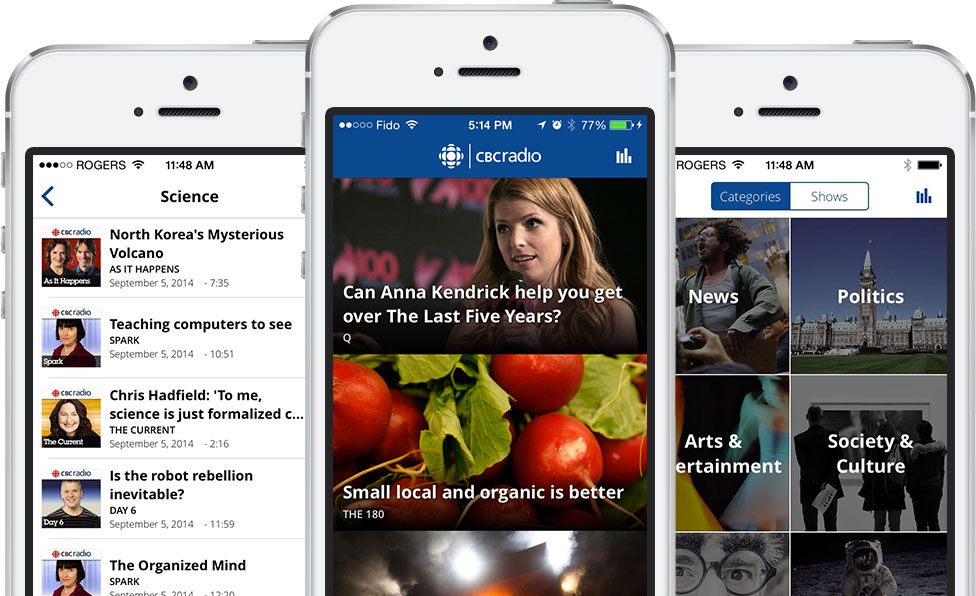 ROGERS 11:48 AM
Science
CBCradio
As It Happens
North Korea's Mysterious
Volcano
AS IT HAPPENS
September 5, 2014 - 7:35
CBCradio
Spark
Teaching computers to see
SPARK
September 5, 2014 - 10:51
CBCradio
The Current
Chris Hadfield: 'To me,
science is just formalized c...
THE CURRENT
September 5, 2014 - 2:16
CBCradio
Day 6
Is the robot rebellion
inevitable?
DAY 6
September 5, 2014 - 11:59
CBCradio
The Organized Mind
SPARK
September 5, 2014 - 12:20
Fido 5:14 PM 77%
cbcradio
100
Can Anna Kendrick help you get
over The Last Five Years?
Q
Small local and organic is better
THE 180
ROGERS 11:48 AM
Categories Shows
News
Politics
Arts &
ertainment
Society &
Culture